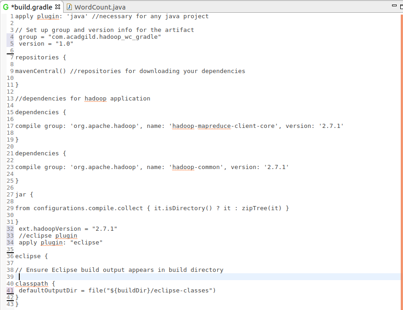 *build.gradle
WordCount.java
1 apply plugin: 'java' //necessary for any java project
2
3 // Set up group and version info for the artifact
4 group = "com.acadgild.hadoop_wc_gradle"
5 version = "1.0"
6
7 repositories {
8
9 mavenCentral() //repositories for downloading your dependencies
10
11 }
12
13 //dependencies for hadoop application
14
15 dependencies {
16
17 compile group: 'org.apache.hadoop', name: 'hadoop-mapreduce-client-core', version: '2.7.1'
18
19 }
20
21 dependencies {
22
23 compile group: 'org.apache.hadoop', name: 'hadoop-common', version: '2.7.1'
24
25 }
26
27 jar {
28
29 from configurations.compile.collect { it.isDirectory() ? it : zipTree(it) }
30
31 }
32 ext.hadoopVersion = "2.7.1"
33 //eclipse plugin
34 apply plugin: "eclipse"
35
36 eclipse {
37
38 // Ensure Eclipse build output appears in build directory
39
40 classpath {
41 defaultOutputDir = file("${buildDir}/eclipse-classes")
42 }
43 }